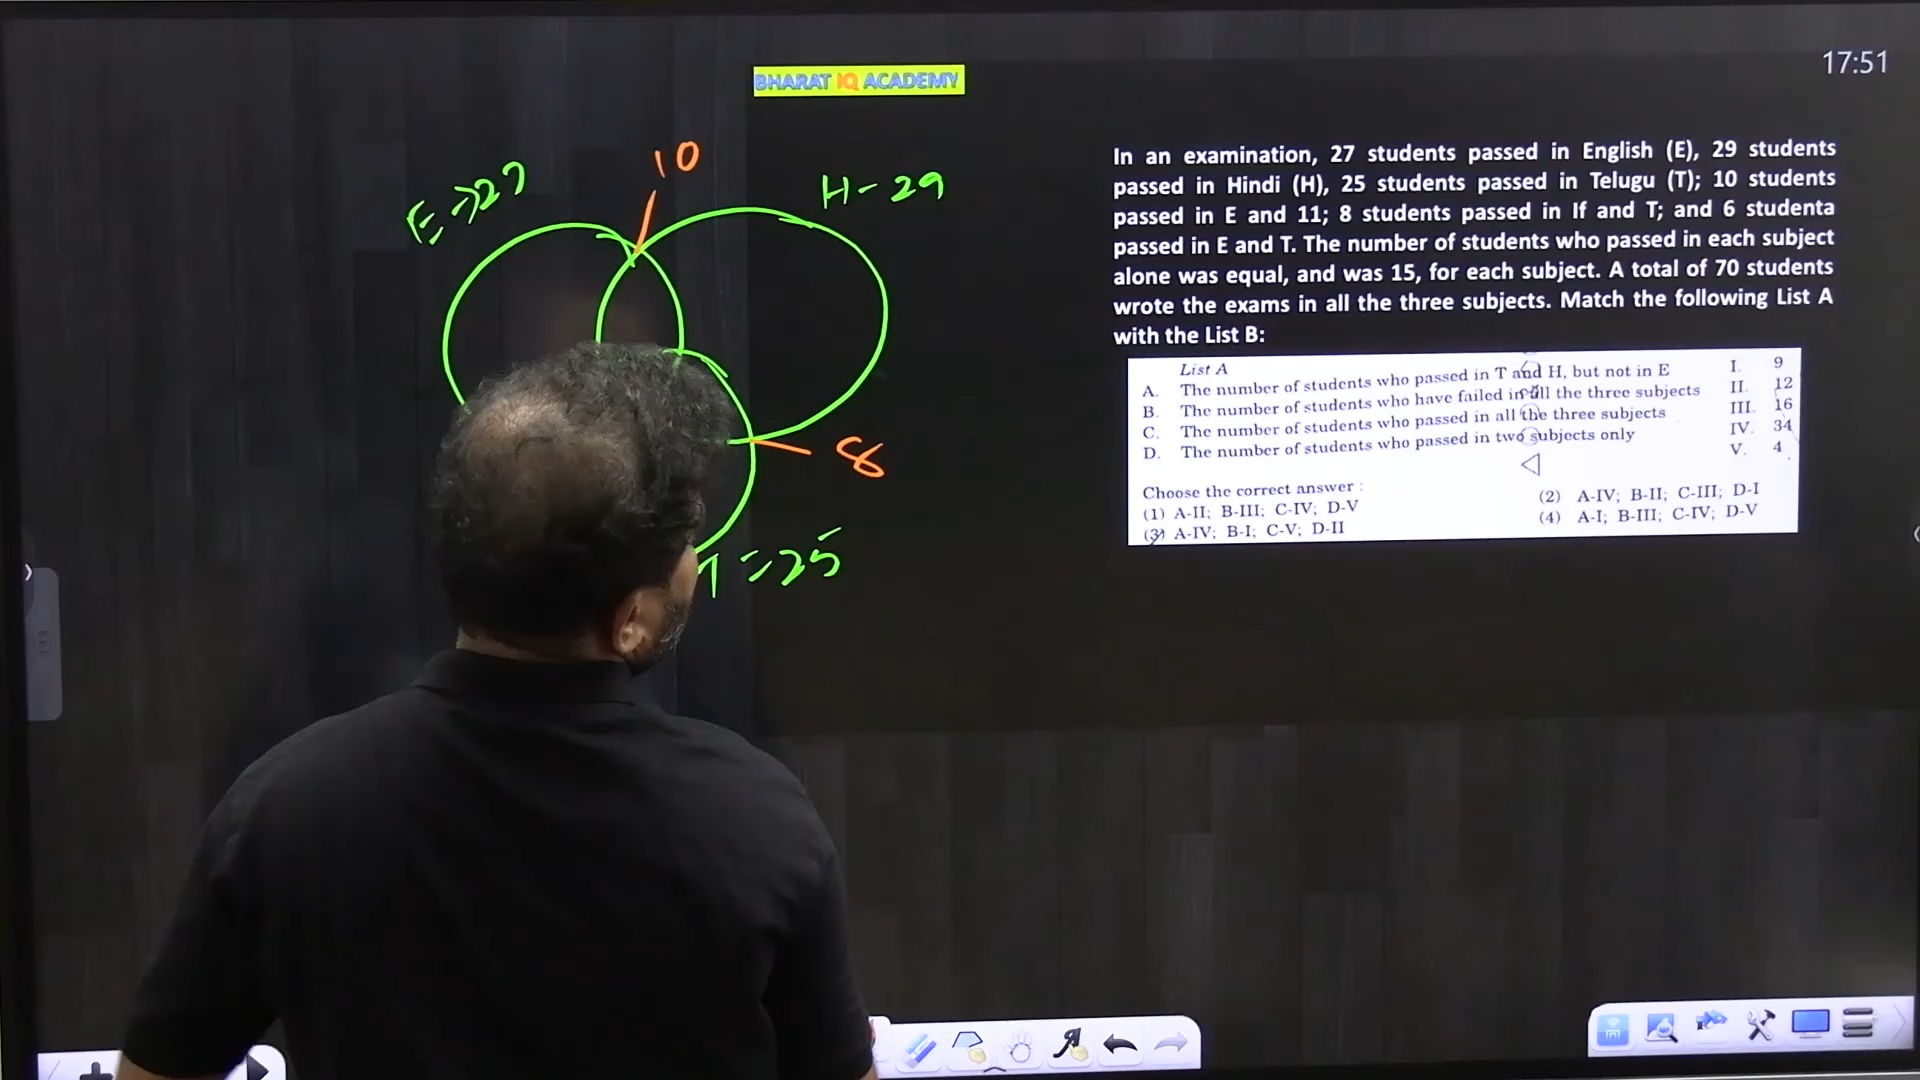 17:51
BHARAT IQ ACADEMY
10
E→27
H-29
8
T=25
In an examination, 27 students passed in English (E), 29 students
passed in Hindi (H), 25 students passed in Telugu (T); 10 students
passed in E and 11; 8 students passed in If and T; and 6 studenta
passed in E and T. The number of students who passed in each subject
alone was equal, and was 15, for each subject. A total of 70 students
wrote the exams in all the three subjects. Match the following List A
with the List B:
List A
A. The number of students who passed in T and H, but not in E I. 9
B. The number of students who have failed in all the three subjects II. 12
C. The number of students who passed in all the three subjects III. 16
D. The number of students who passed in two subjects only IV. 34
V. 4
Choose the correct answer :
(1) A-II; B-III; C-IV; D-V
(2) A-IV; B-II; C-III; D-I
(3) A-IV; B-I; C-V; D-II
(4) A-I; B-III; C-IV; D-V